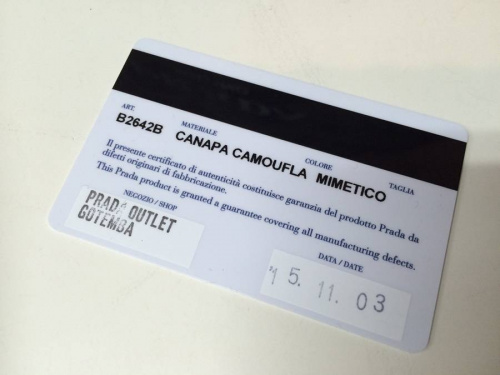 ART. MATERIALE COLORE TAGLIA
B2642B CANAPA CAMOUFLA MIMETICO
Il presente certificato di autenticità costituisce garanzia del prodotto Prada da
difetti originari di fabbricazione.
This Prada product is granted a guarantee covering all manufacturing defects.
NEGOZIO / SHOP
PRADA OUTLET
GOTEMBA
DATA / DATE
'15. 11. 03